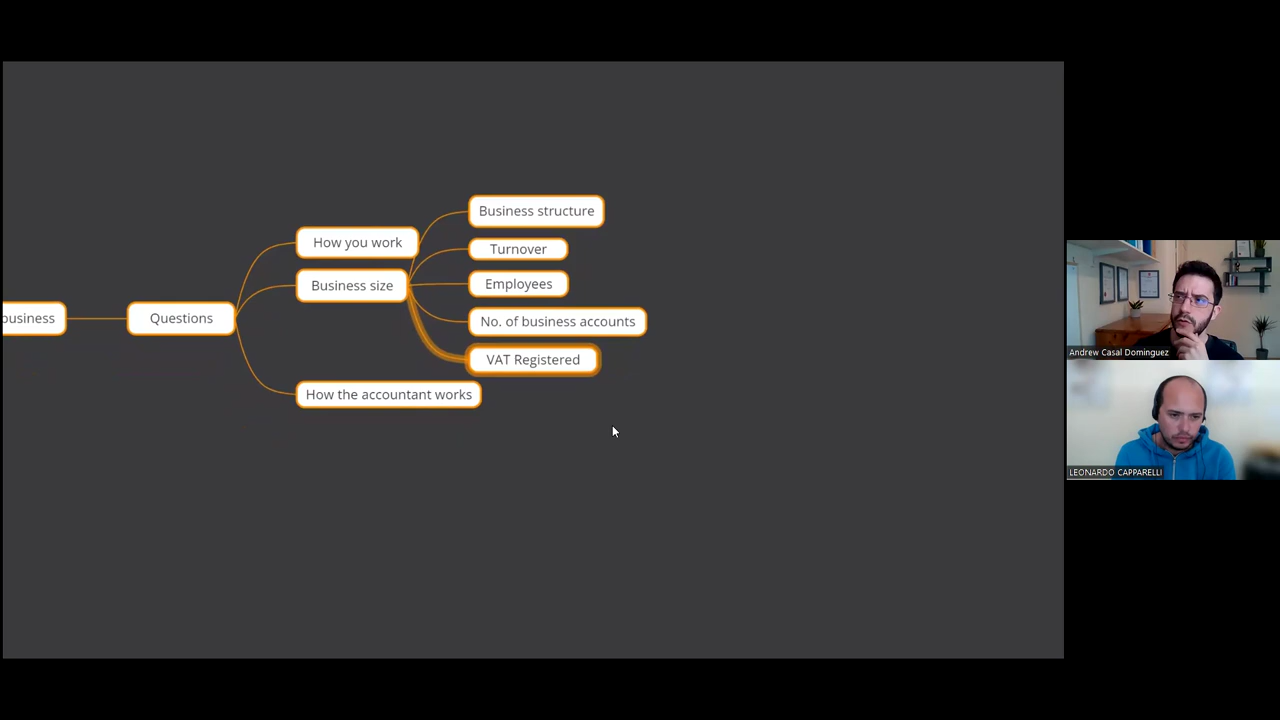 Business structure
How you work
Turnover
Business size
Employees
business
Questions
No. of business accounts
VAT Registered
How the accountant works
Andrew Casal Dominguez
LEONARDO CAPPARELLI